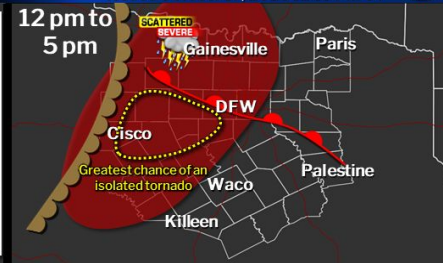 12 pm to
5 pm
SCATTERED
SEVERE
Gainesville
Paris
DFW
Cisco
Greatest chance of an
isolated tornado
Waco
Palestine
Killeen